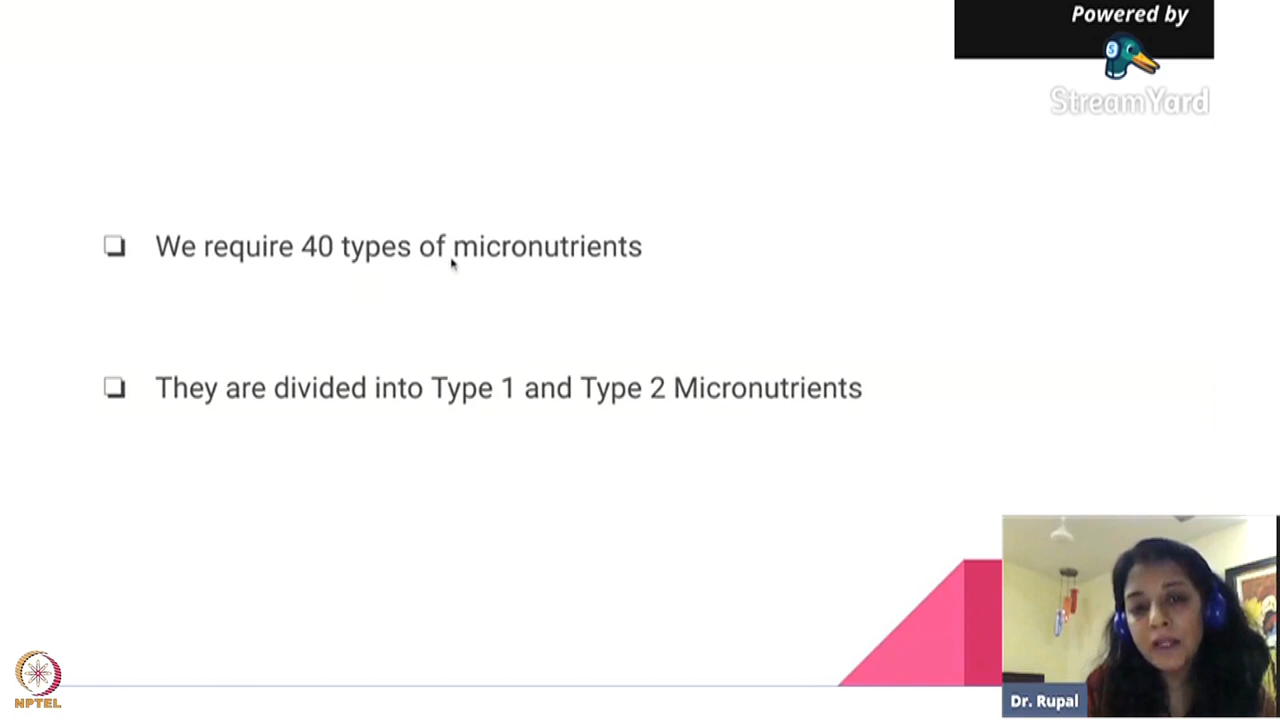 Powered by
StreamYard
We require 40 types of micronutrients
They are divided into Type 1 and Type 2 Micronutrients
Dr. Rupal
NPTEL